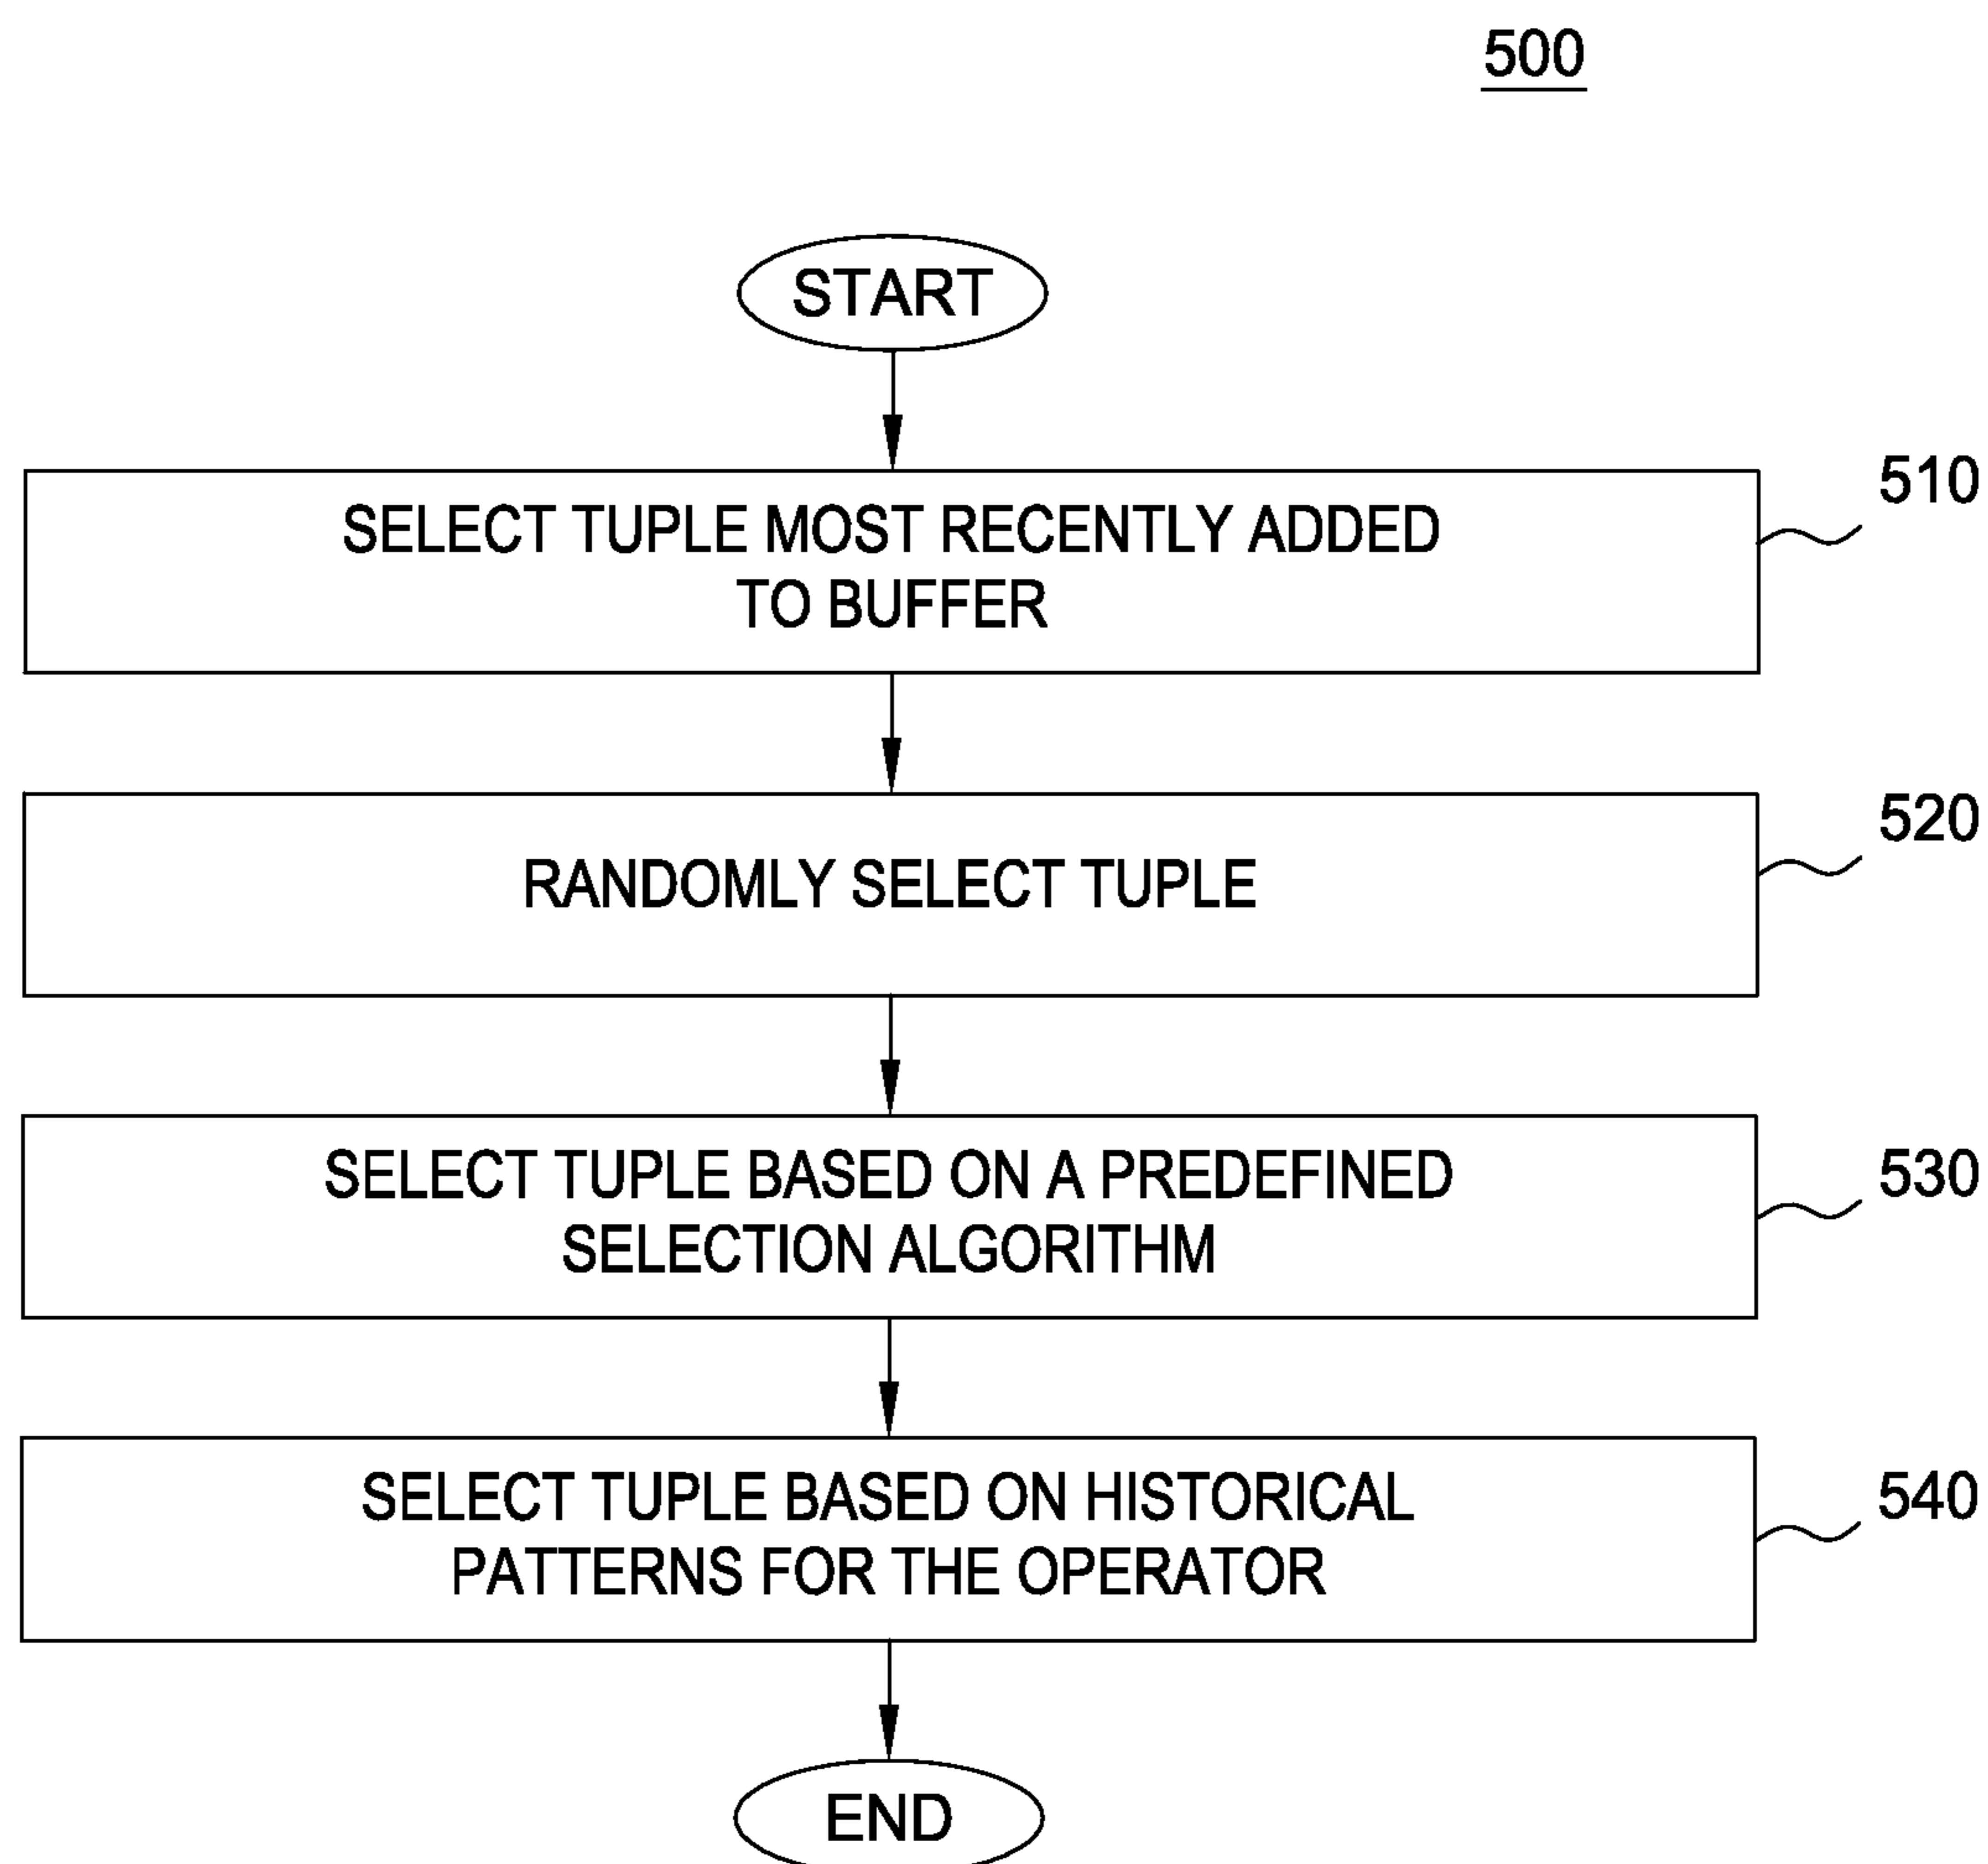 500
START
SELECT TUPLE MOST RECENTLY ADDED
TO BUFFER
510
RANDOMLY SELECT TUPLE
520
SELECT TUPLE BASED ON A PREDEFINED
SELECTION ALGORITHM
530
SELECT TUPLE BASED ON HISTORICAL
PATTERNS FOR THE OPERATOR
540
END